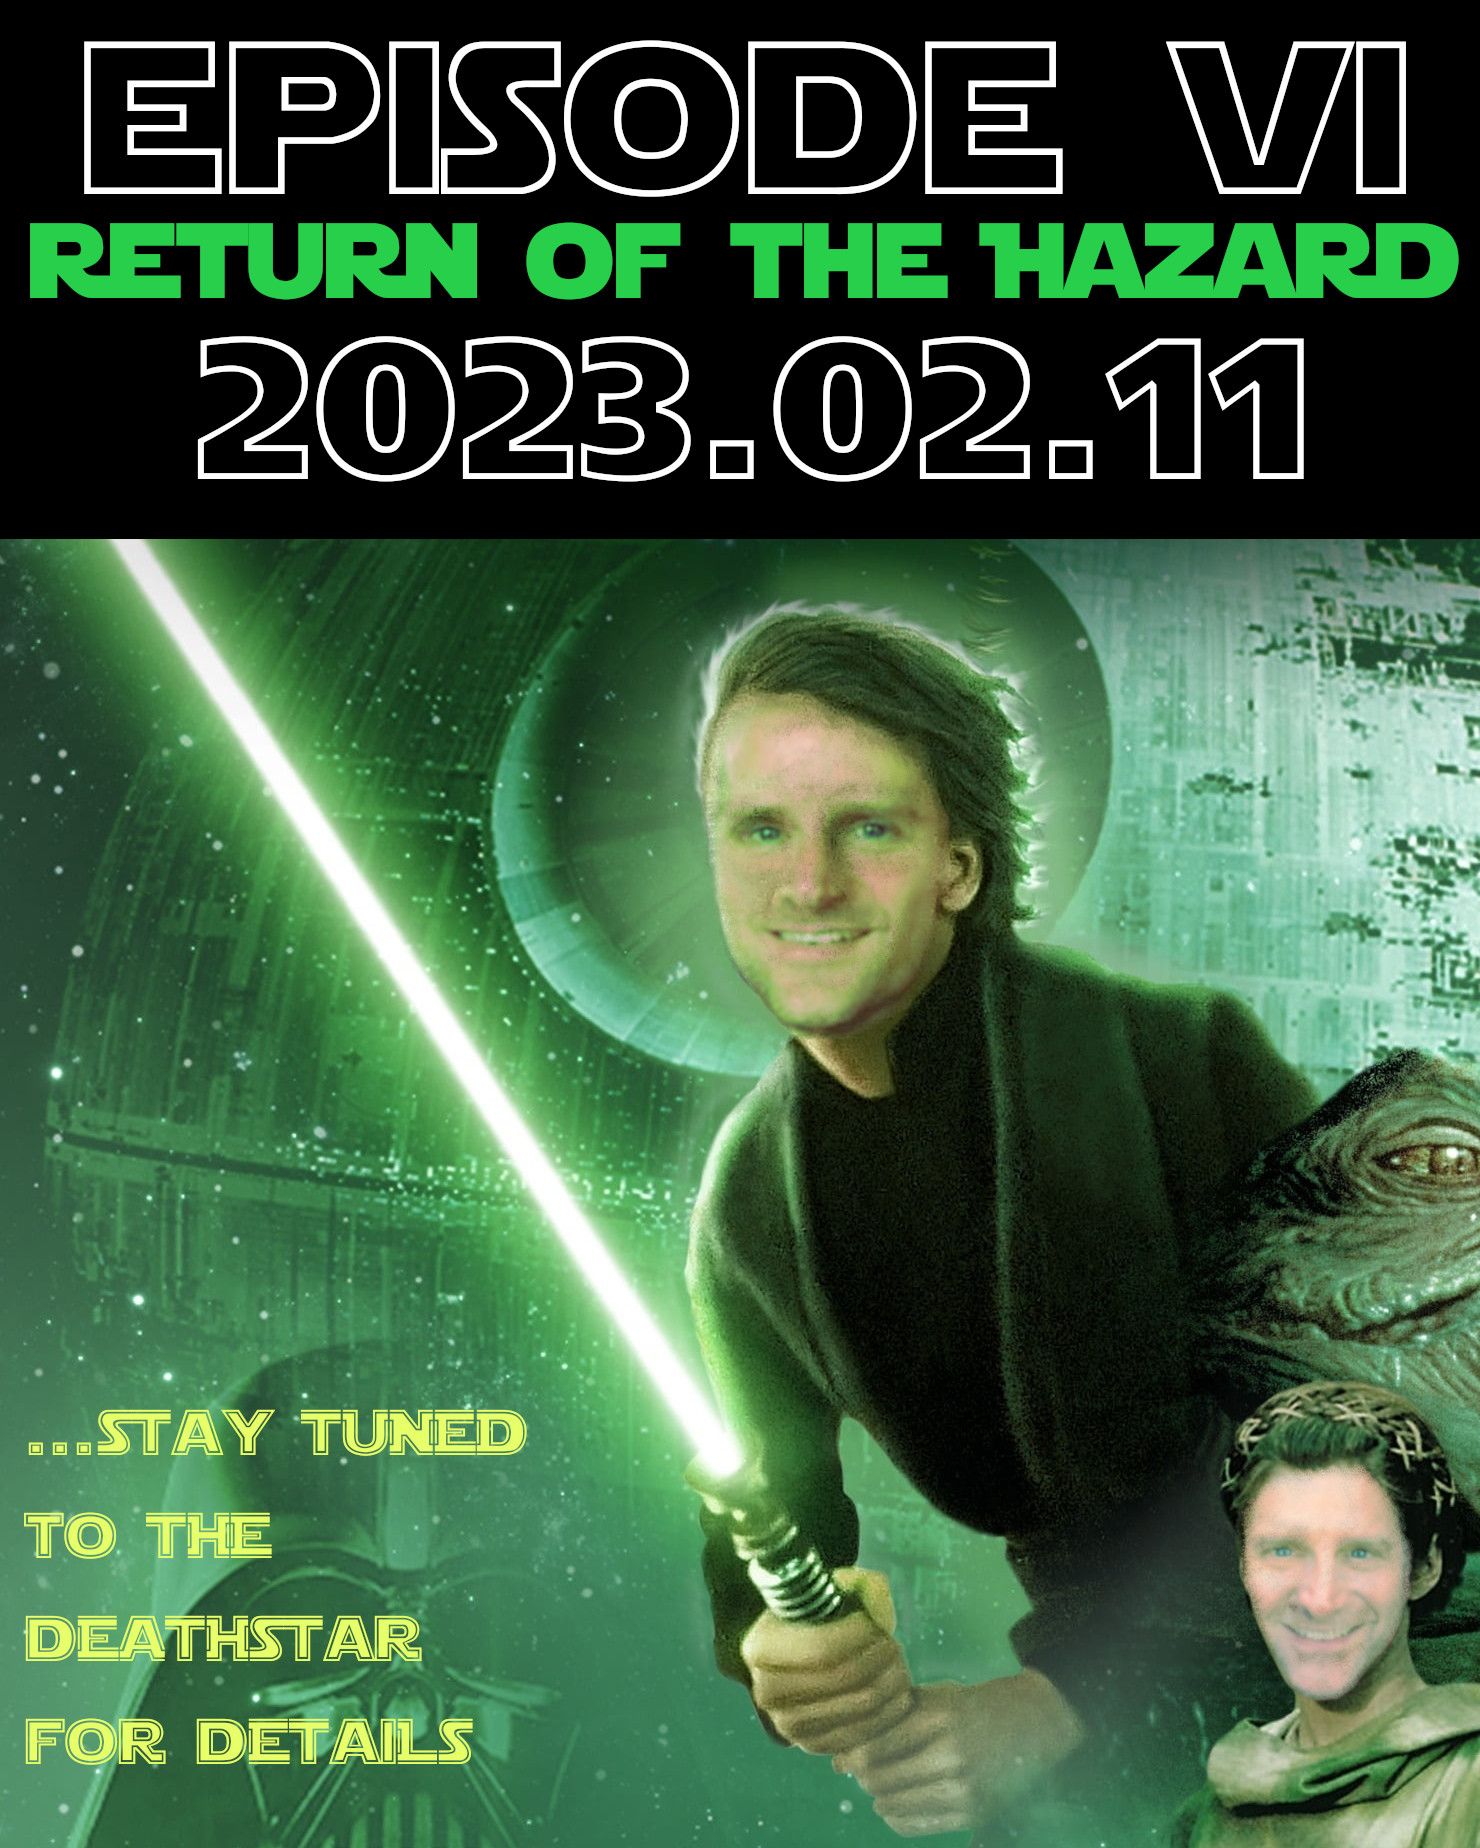 EPISODE VI
RETURN OF THE HAZARD
2023.02.11
...STAY TUNED
TO THE
DEATHSTAR
FOR DETAILS